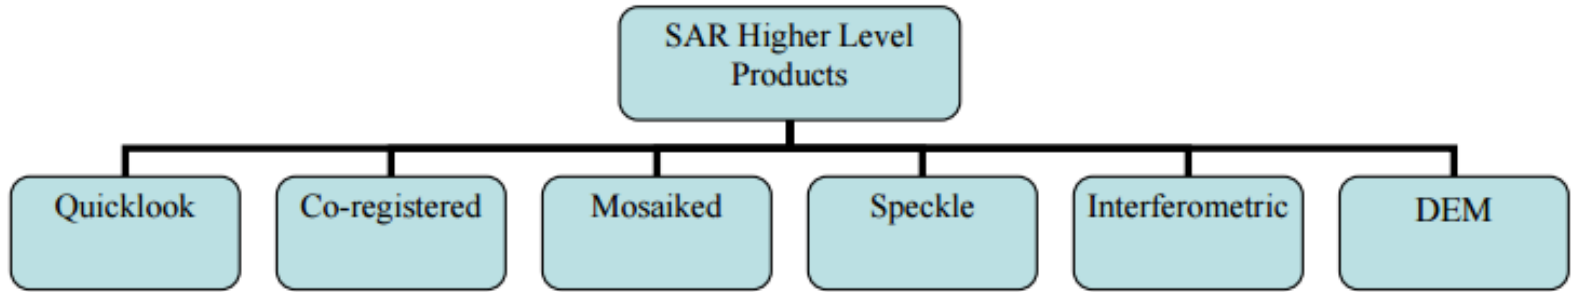 SAR Higher Level
Products
Quicklook
Co-registered
Mosaiked
Speckle
Interferometric
DEM